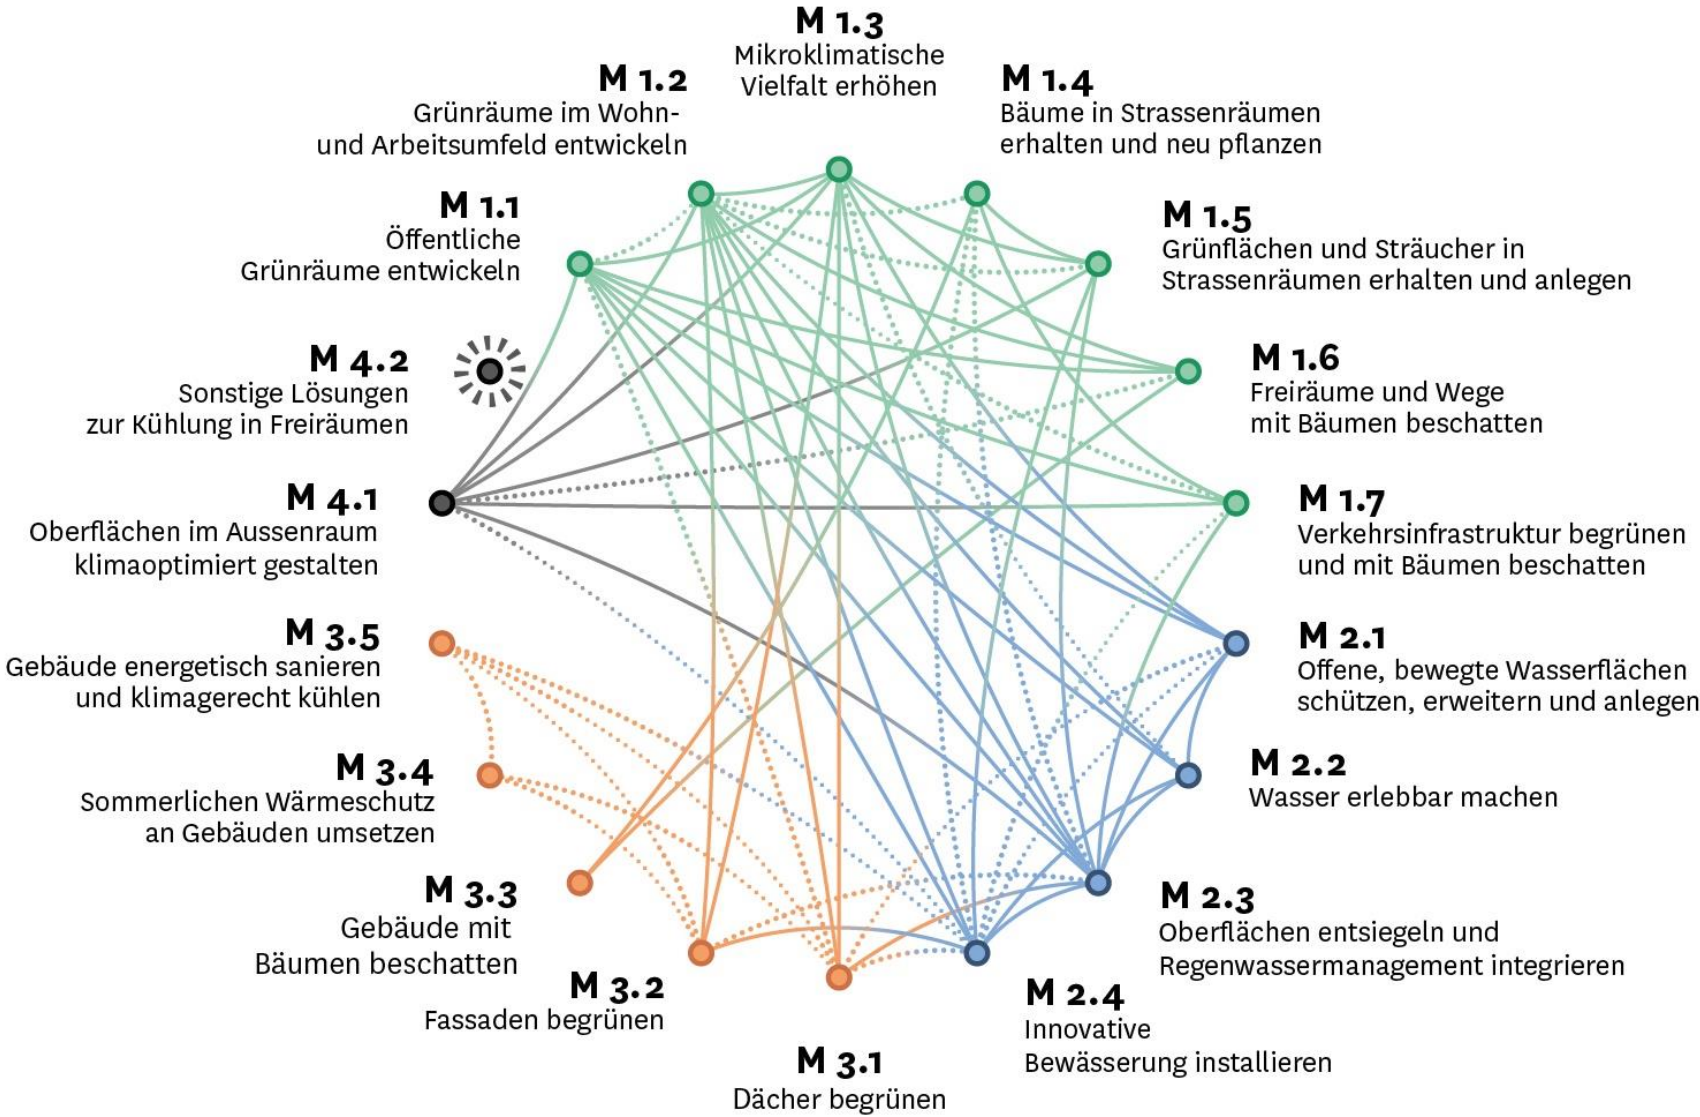 M 1.3
Mikroklimatische
Vielfalt erhöhen
M 1.2
Grünräume im Wohn-
und Arbeitsumfeld entwickeln
M 1.4
Bäume in Strassenräumen
erhalten und neu pflanzen
M 1.1
Öffentliche
Grünräume entwickeln
M 1.5
Grünflächen und Sträucher in
Strassenräumen erhalten und anlegen
M 4.2
Sonstige Lösungen
zur Kühlung in Freiräumen
M 1.6
Freiräume und Wege
mit Bäumen beschatten
M 4.1
Oberflächen im Aussenraum
klimaoptimiert gestalten
M 1.7
Verkehrsinfrastruktur begrünen
und mit Bäumen beschatten
M 3.5
Gebäude energetisch sanieren
und klimagerecht kühlen
M 2.1
Offene, bewegte Wasserflächen
schützen, erweitern und anlegen
M 3.4
Sommerlichen Wärmeschutz
an Gebäuden umsetzen
M 2.2
Wasser erlebbar machen
M 3.3
Gebäude mit
Bäumen beschatten
M 2.3
Oberflächen entsiegeln und
Regenwassermanagement integrieren
M 3.2
Fassaden begrünen
M 2.4
Innovative
Bewässerung installieren
M 3.1
Dächer begrünen